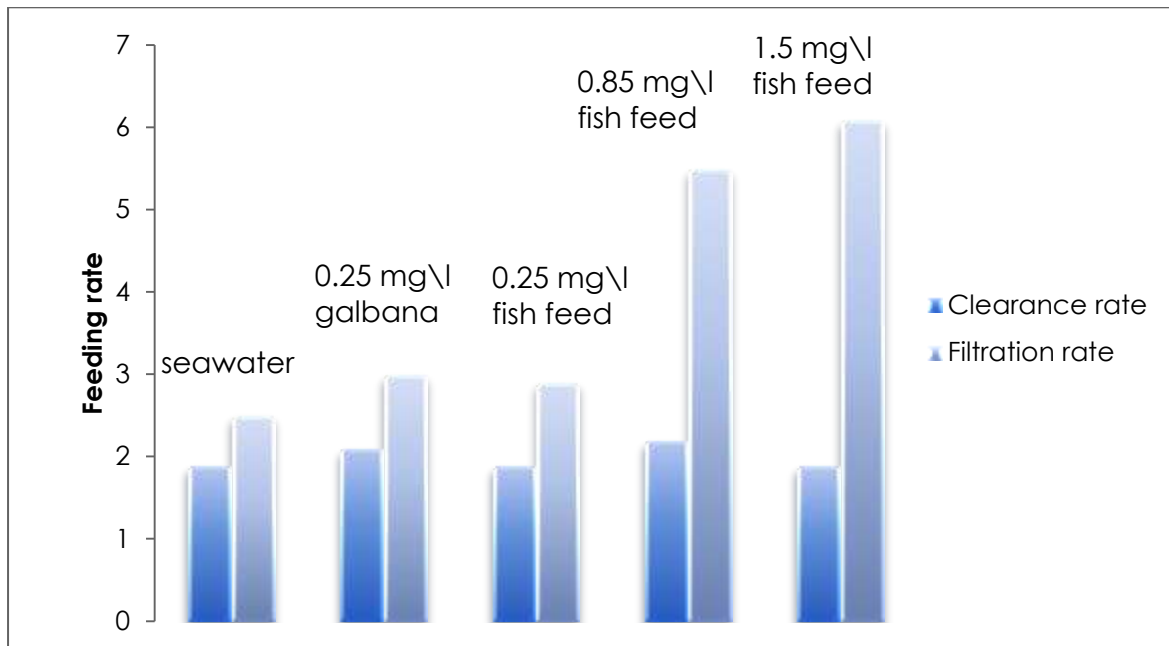 7
6
5
4
3
2
1
0
Feeding rate
seawater
0.25 mg\l
galbana
0.25 mg\l
fish feed
0.85 mg\l
fish feed
1.5 mg\l
fish feed
Clearance rate
Filtration rate